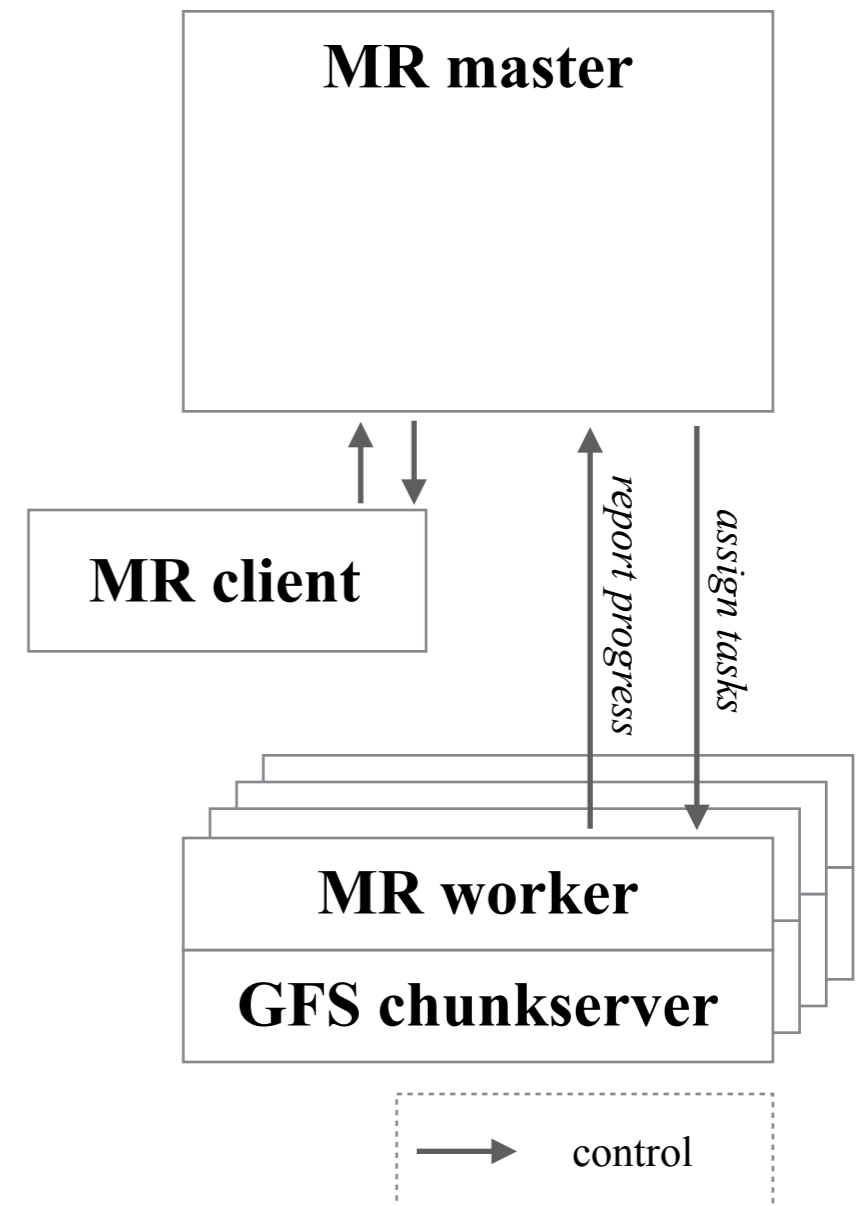 MR master
MR client
report progress
assign tasks
MR worker
GFS chunkserver
control